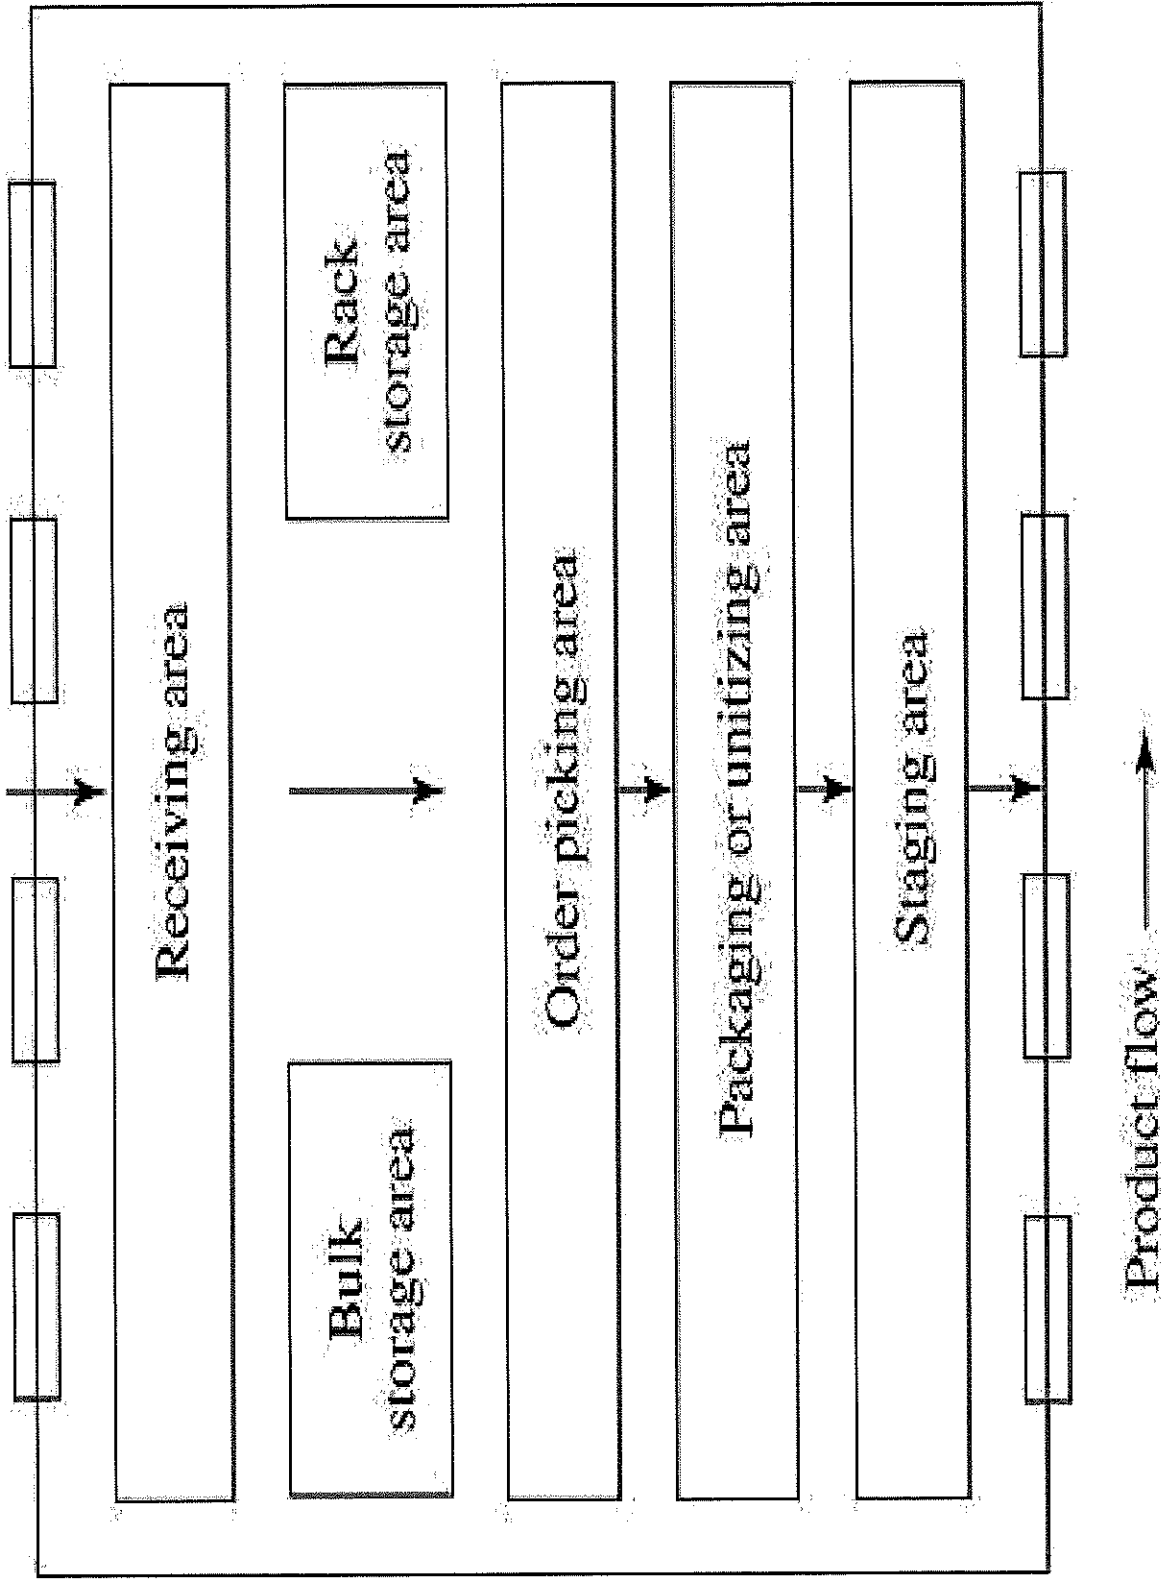 Receiving area
Bulk
storage area
Rack
storage area
Order picking area
Packaging or unitizing area
Staging area
Product flow